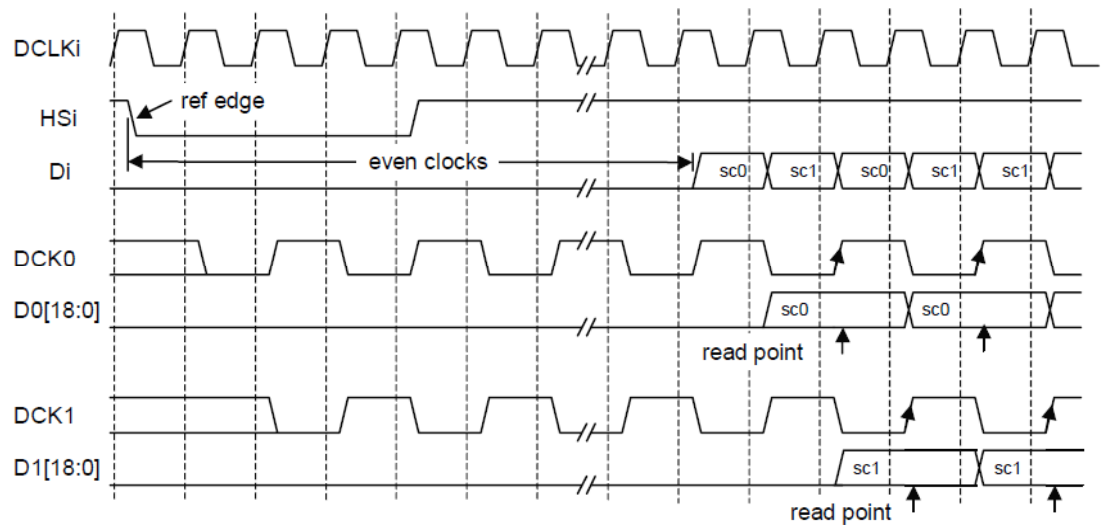 DCLKi
ref edge
HSi
even clocks
Di
sc0 sc1 sc0 sc1 sc1
DCK0
D0[18:0]
sc0 sc0
read point
DCK1
D1[18:0]
sc1 sc1
read point